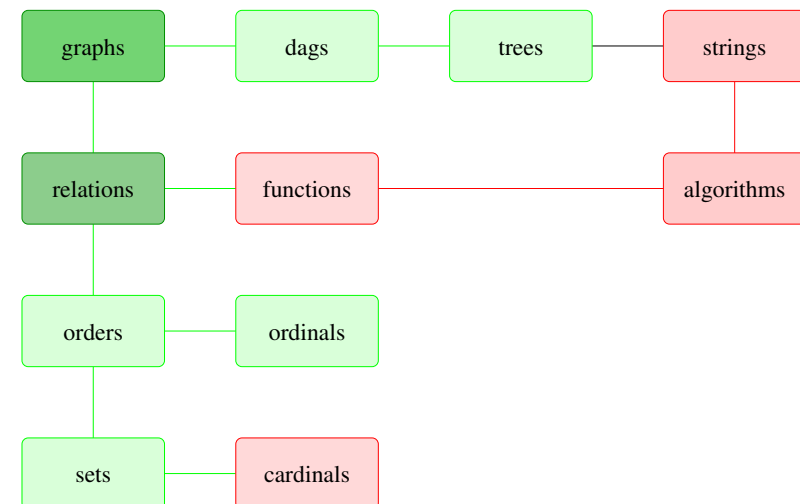 graphs
dags
trees
strings
relations
functions
algorithms
orders
ordinals
sets
cardinals